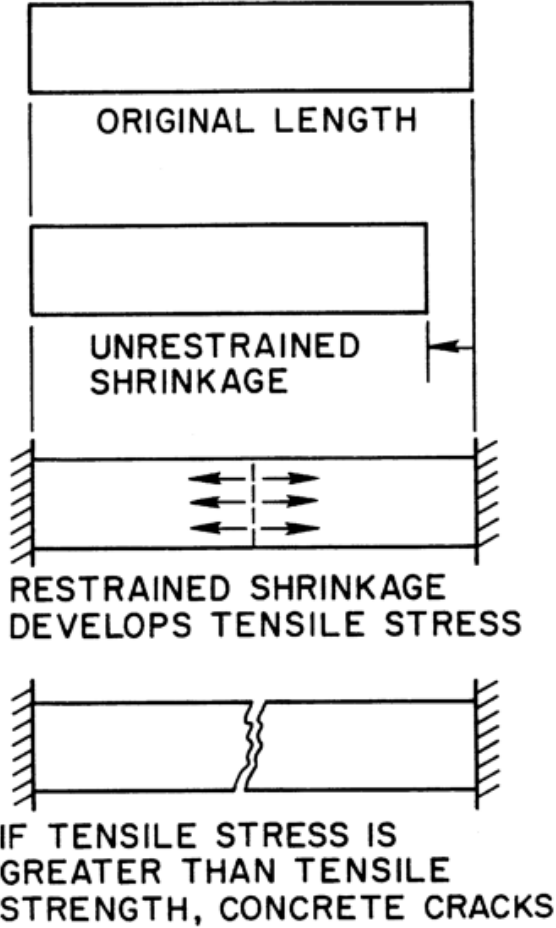 ORIGINAL LENGTH
UNRESTRAINED
SHRINKAGE
RESTRAINED SHRINKAGE
DEVELOPS TENSILE STRESS
IF TENSILE STRESS IS
GREATER THAN TENSILE
STRENGTH, CONCRETE CRACKS